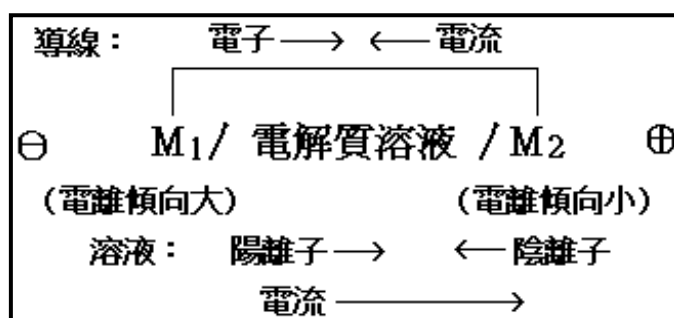 導線： 電子──→ ←──電流
⊖ M₁/ 電解質溶液 /M₂ ⊕
(電離傾向大) (電離傾向小)
溶液： 陽離子──→ ←──陰離子
電流────────→